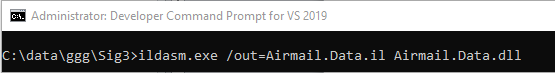 Administrator: Developer Command Prompt for VS 2019
C:\data\ggg\Sig3>ildasm.exe /out=Airmail.Data.il Airmail.Data.dll